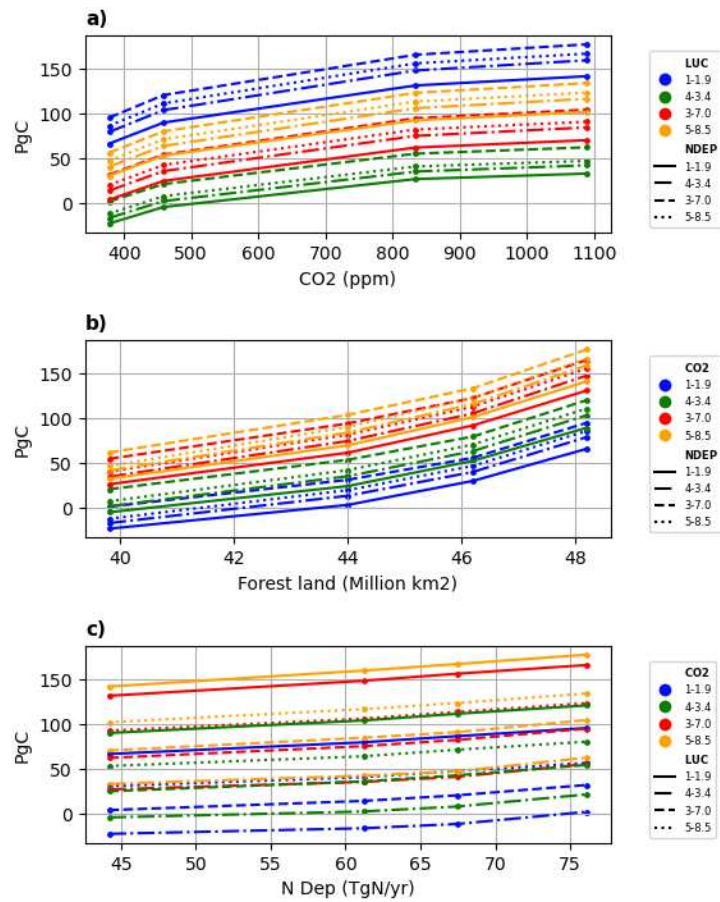 a)
150
100
50
0
PgC
400 500 600 700 800 900 1000 1100
CO2 (ppm)
LUC
1-1.9
4-3.4
3-7.0
5-8.5
NDEP
1-1.9
4-3.4
3-7.0
5-8.5
b)
150
100
50
0
PgC
40 42 44 46 48
Forest land (Million km2)
CO2
1-1.9
4-3.4
3-7.0
5-8.5
NDEP
1-1.9
4-3.4
3-7.0
5-8.5
c)
150
100
50
0
PgC
45 50 55 60 65 70 75
N Dep (TgN/yr)
CO2
1-1.9
4-3.4
3-7.0
5-8.5
LUC
1-1.9
4-3.4
3-7.0
5-8.5